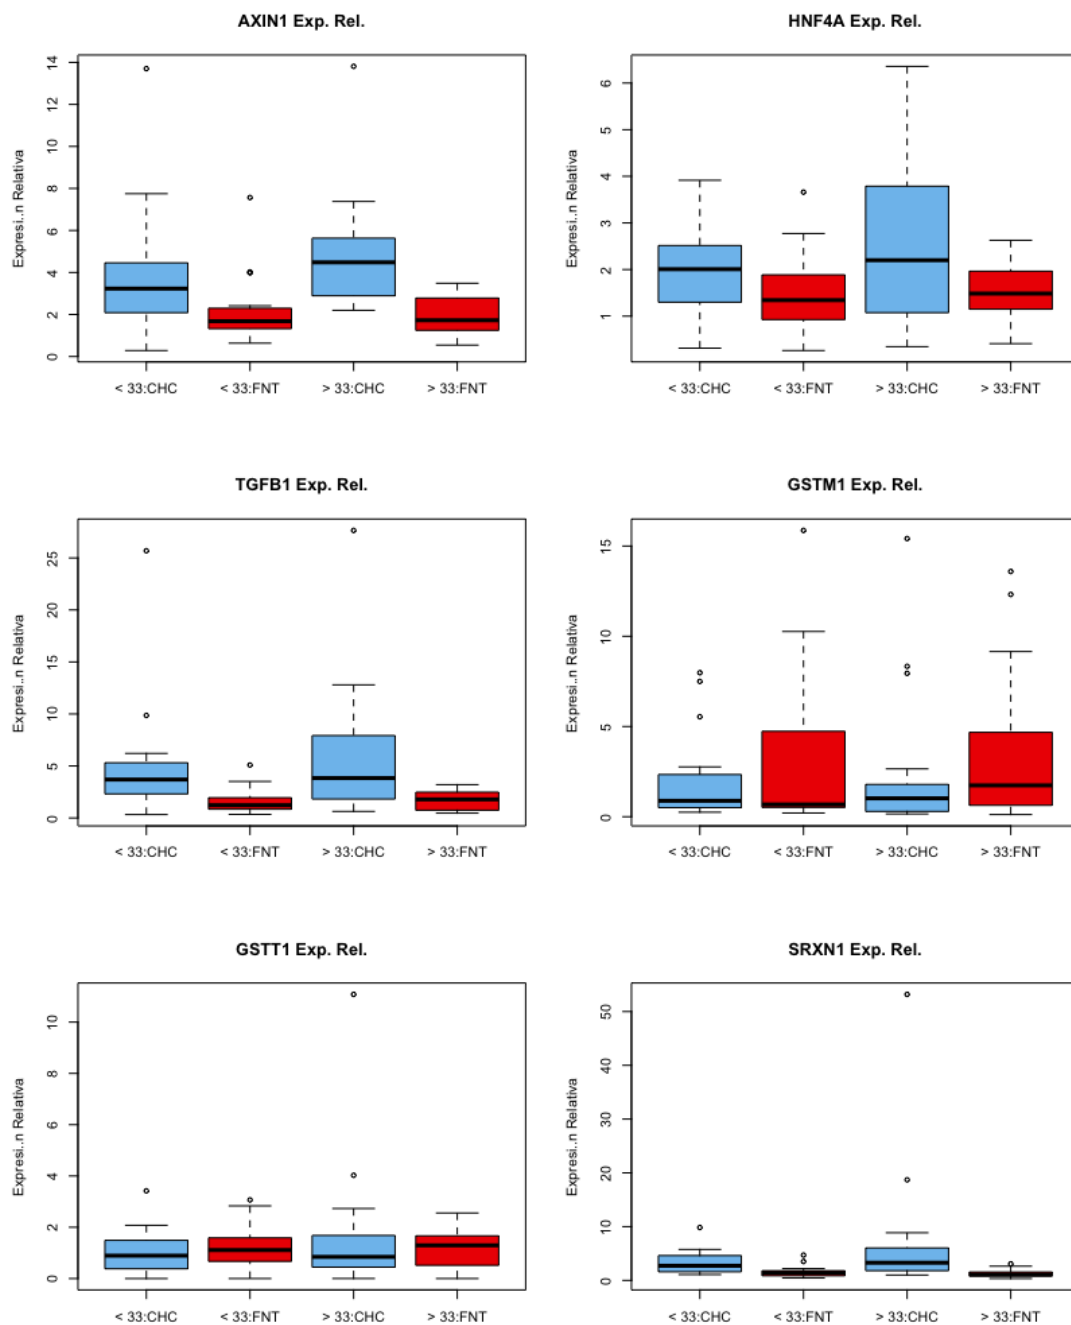 AXIN1 Exp. Rel.
Expresi..n Relativa
14
12
10
8
6
4
2
0
< 33:CHC < 33:FNT > 33:CHC > 33:FNT
HNF4A Exp. Rel.
Expresi..n Relativa
6
5
4
3
2
1
< 33:CHC < 33:FNT > 33:CHC > 33:FNT
TGFB1 Exp. Rel.
Expresi..n Relativa
25
20
15
10
5
0
< 33:CHC < 33:FNT > 33:CHC > 33:FNT
GSTM1 Exp. Rel.
Expresi..n Relativa
15
10
5
0
< 33:CHC < 33:FNT > 33:CHC > 33:FNT
GSTT1 Exp. Rel.
Expresi..n Relativa
10
8
6
4
2
0
< 33:CHC < 33:FNT > 33:CHC > 33:FNT
SRXN1 Exp. Rel.
Expresi..n Relativa
50
40
30
20
10
0
< 33:CHC < 33:FNT > 33:CHC > 33:FNT